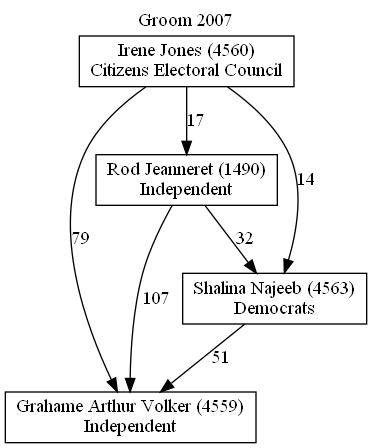 Groom 2007
Irene Jones (4560)
Citizens Electoral Council
17
Rod Jeanneret (1490)
Independent
14
79
107
32
Shalina Najeeb (4563)
Democrats
51
Grahame Arthur Volker (4559)
Independent